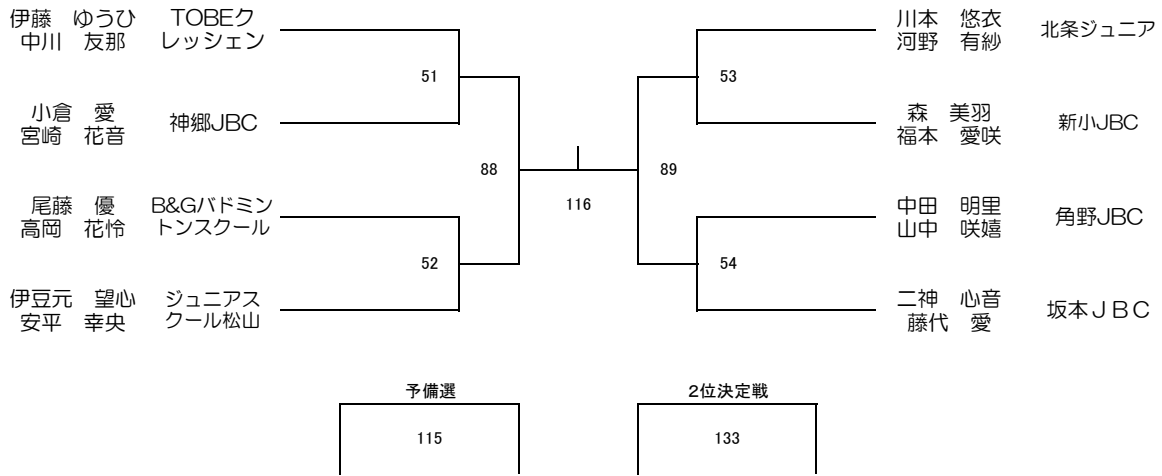 伊藤　ゆうひ
中川　友那
TOBEク
レッシェン
51
小倉　愛
宮崎　花音
神郷JBC
88
尾藤　優
高岡　花怜
B&Gバドミン
トンスクール
52
伊豆元　望心
安平　幸央
ジュニアス
クール松山
116
川本　悠衣
河野　有紗
北条ジュニア
53
森　美羽
福本　愛咲
新小JBC
89
中田　明里
山中　咲嬉
角野JBC
54
二神　心音
藤代　愛
坂本ＪＢＣ
予備選
115
2位決定戦
133